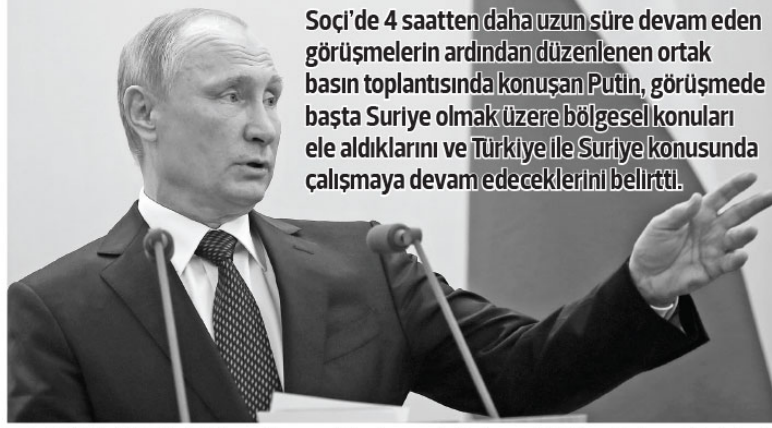 Soçi’de 4 saatten daha uzun süre devam eden
görüşmelerin ardından düzenlenen ortak
basın toplantısında konuşan Putin, görüşmede
başta Suriye olmak üzere bölgesel konuları
ele aldıklarını ve Türkiye ile Suriye konusunda
çalışmaya devam edeceklerini belirtti.